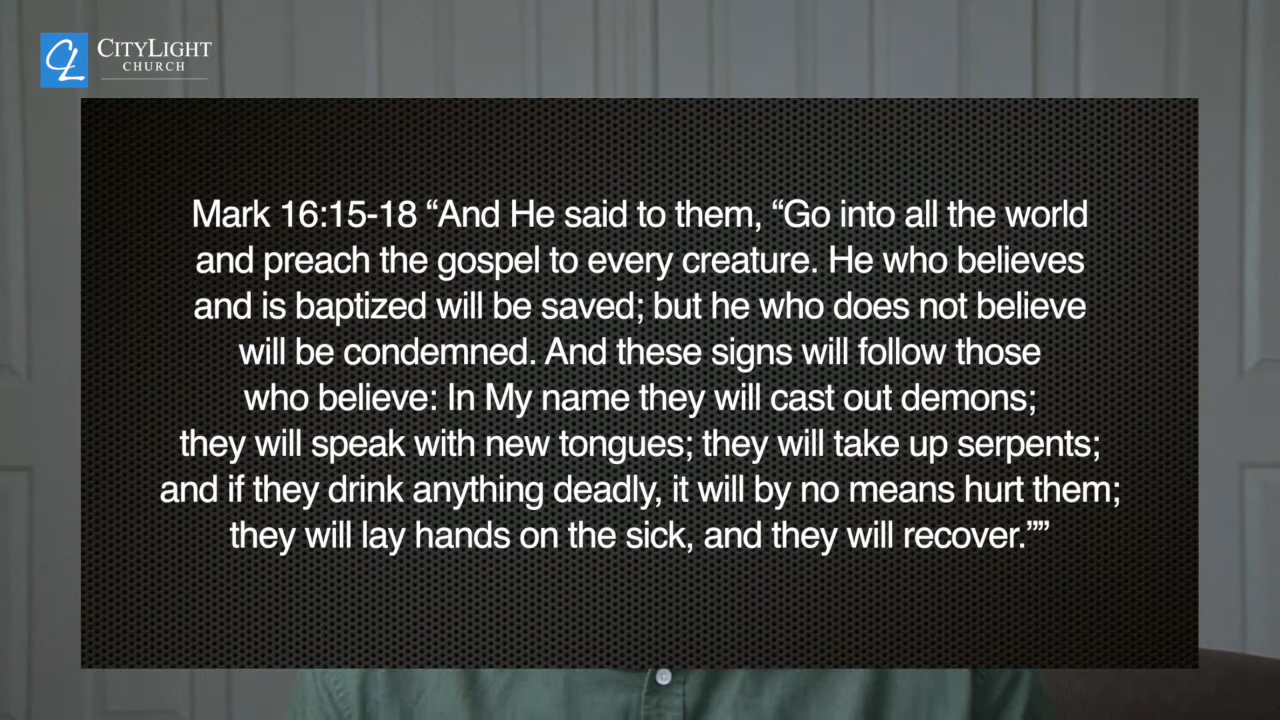 CITYLIGHT
CHURCH
Mark 16:15-18 “And He said to them, “Go into all the world
and preach the gospel to every creature. He who believes
and is baptized will be saved; but he who does not believe
will be condemned. And these signs will follow those
who believe: In My name they will cast out demons;
they will speak with new tongues; they will take up serpents;
and if they drink anything deadly, it will by no means hurt them;
they will lay hands on the sick, and they will recover.”””